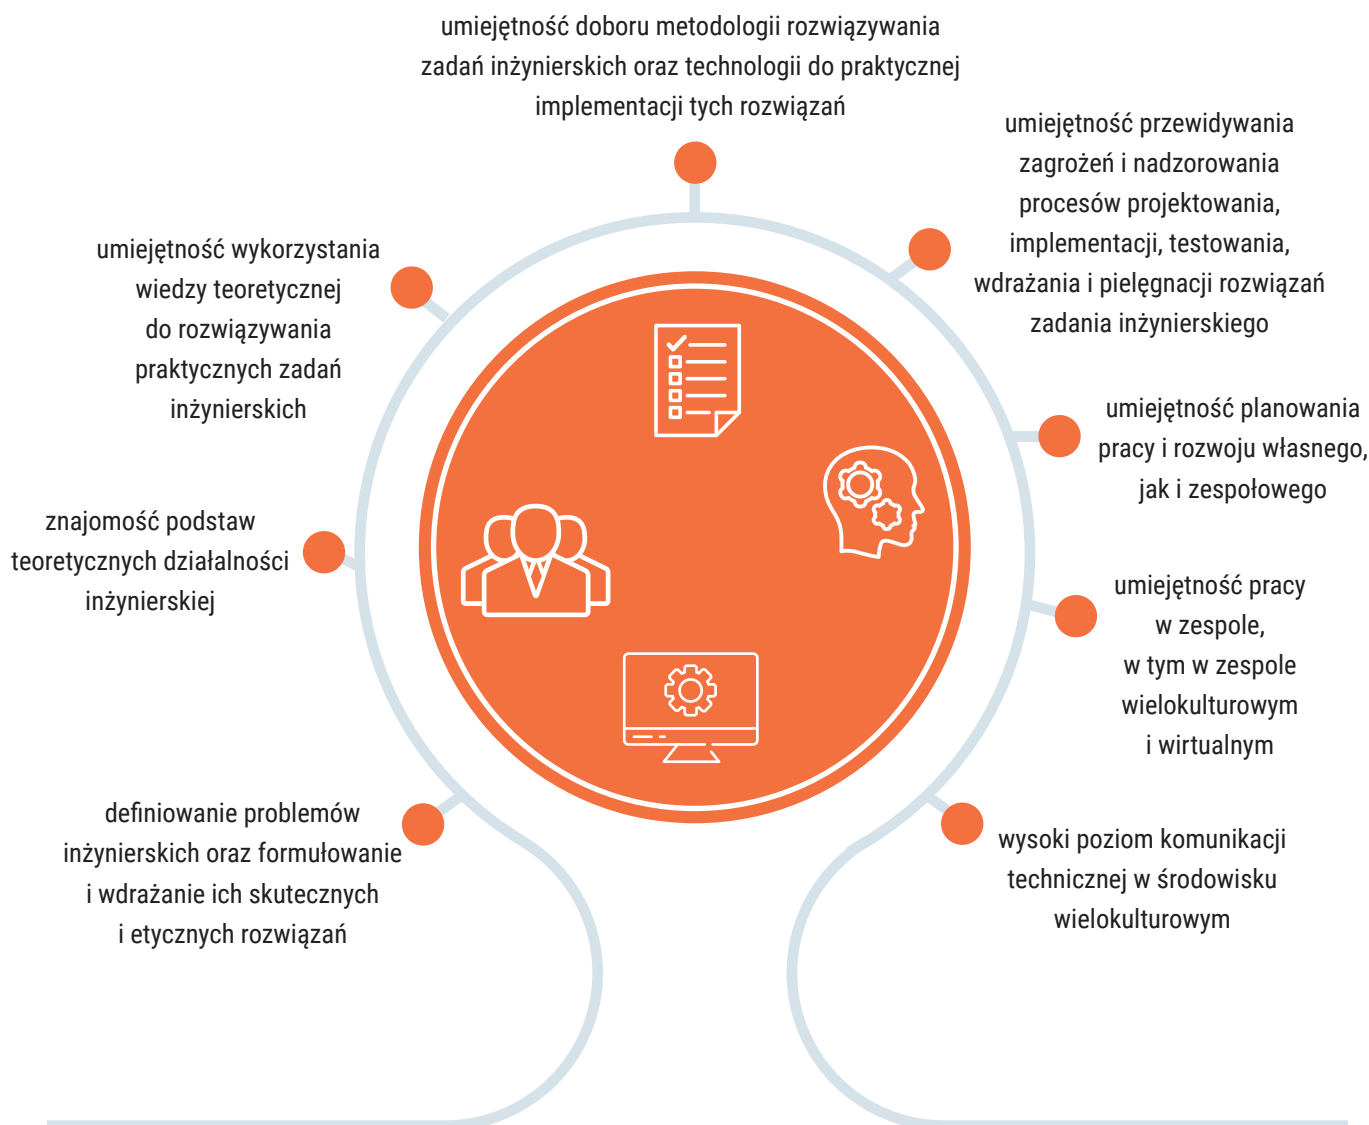 umiejętność doboru metodologii rozwiązywania
zadań inżynierskich oraz technologii do praktycznej
implementacji tych rozwiązań
umiejętność przewidywania
zagrożeń i nadzorowania
procesów projektowania,
implementacji, testowania,
wdrażania i pielęgnacji rozwiązań
zadania inżynierskiego
umiejętność wykorzystania
wiedzy teoretycznej
do rozwiązywania
praktycznych zadań
inżynierskich
umiejętność planowania
pracy i rozwoju własnego,
jak i zespołowego
znajomość podstaw
teoretycznych działalności
inżynierskiej
umiejętność pracy
w zespole,
w tym w zespole
wielokulturowym
i wirtualnym
definiowanie problemów
inżynierskich oraz formułowanie
i wdrażanie ich skutecznych
i etycznych rozwiązań
wysoki poziom komunikacji
technicznej w środowisku
wielokulturowym